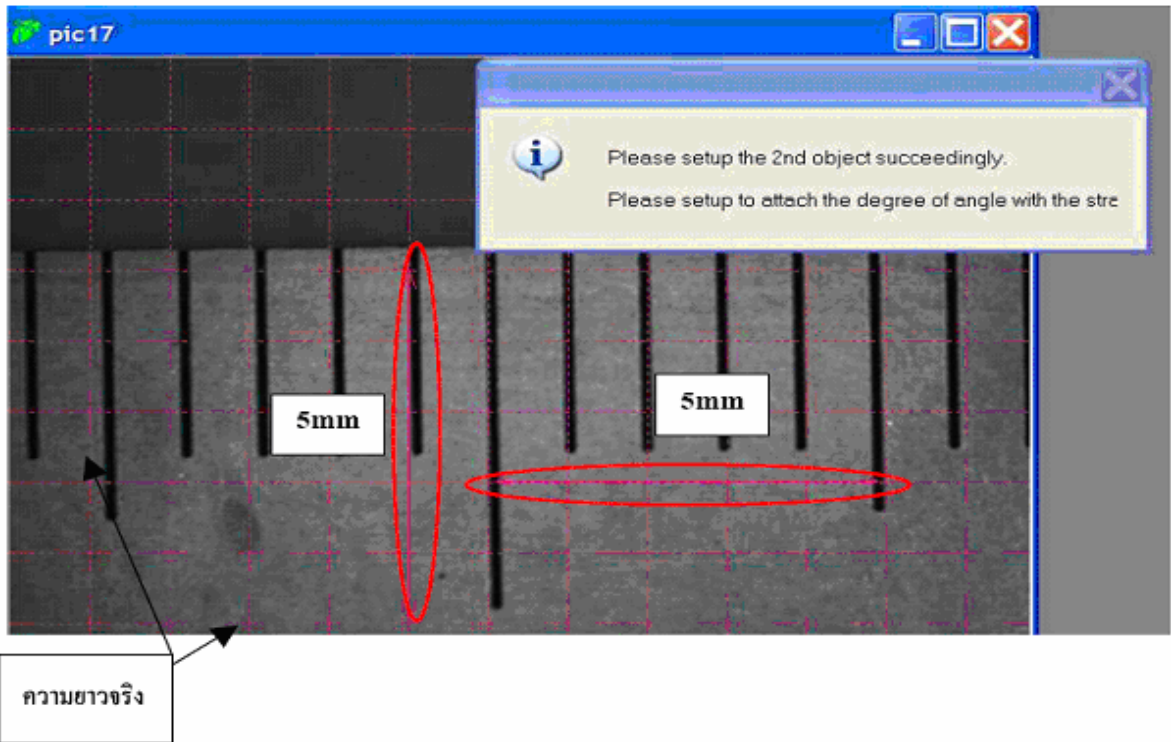 pic17
Please setup the 2nd object succeedingly.
Please setup to attach the degree of angle with the stre
5mm
5mm
ความยาวจริง